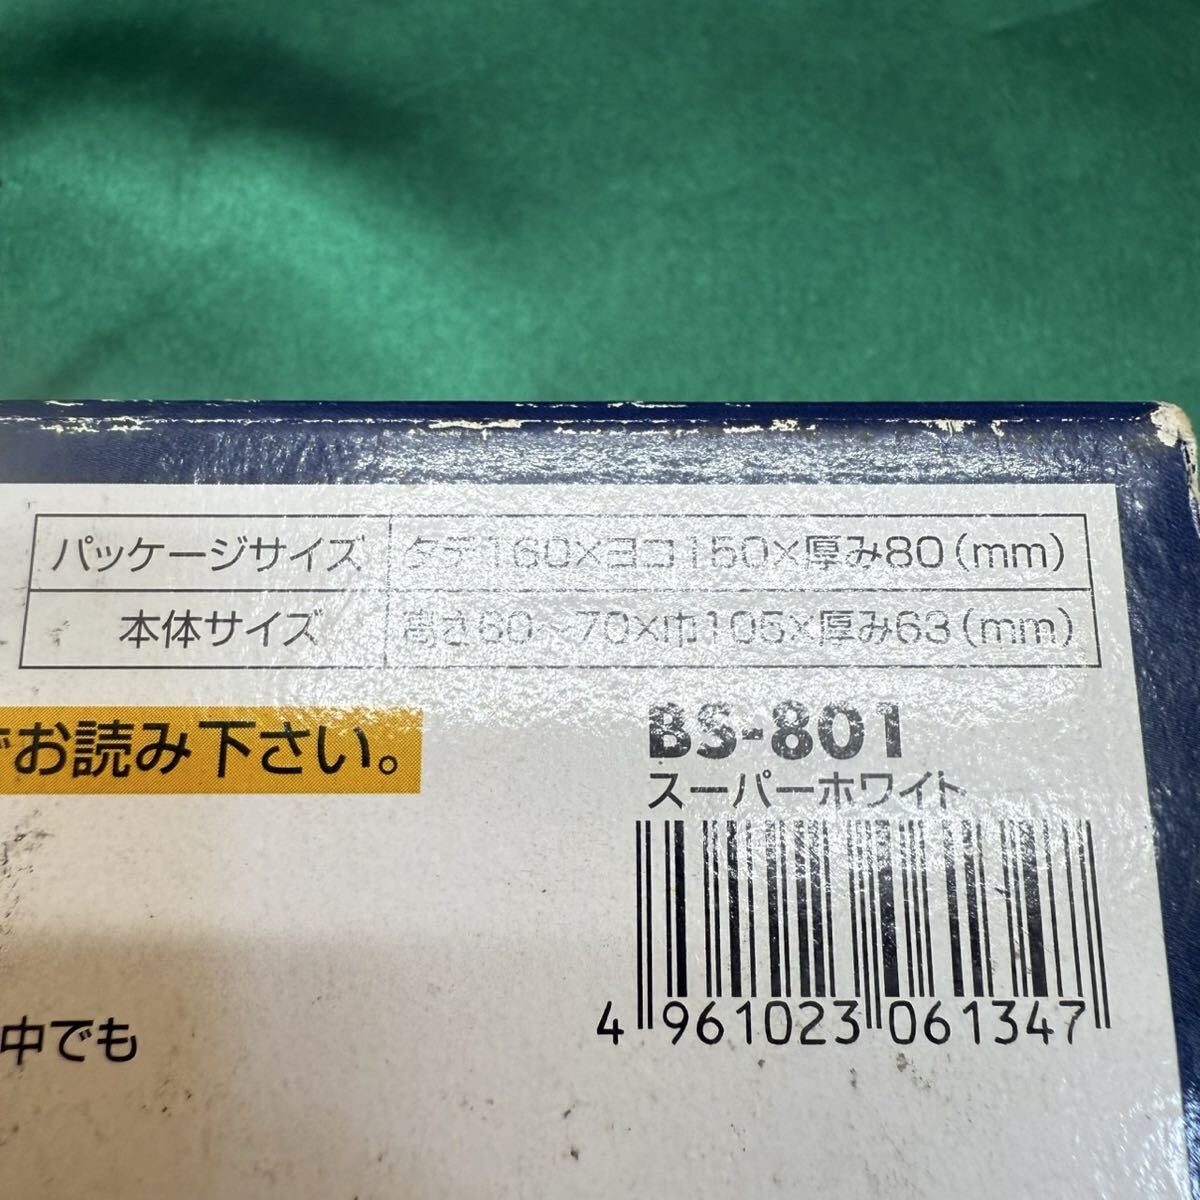 パッケージサイズ タテ160×ヨコ150×厚み80(mm)
本体サイズ 高さ60～70×巾105×厚み63(mm)
でお読み下さい。
BS-801
スーパーホワイト
4 961023 061347
中でも